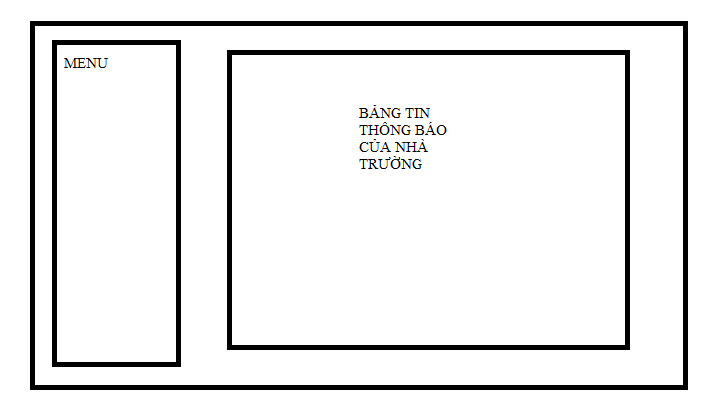 MENU
BẢNG TIN
THÔNG BÁO
CỦA NHÀ
TRƯỜNG